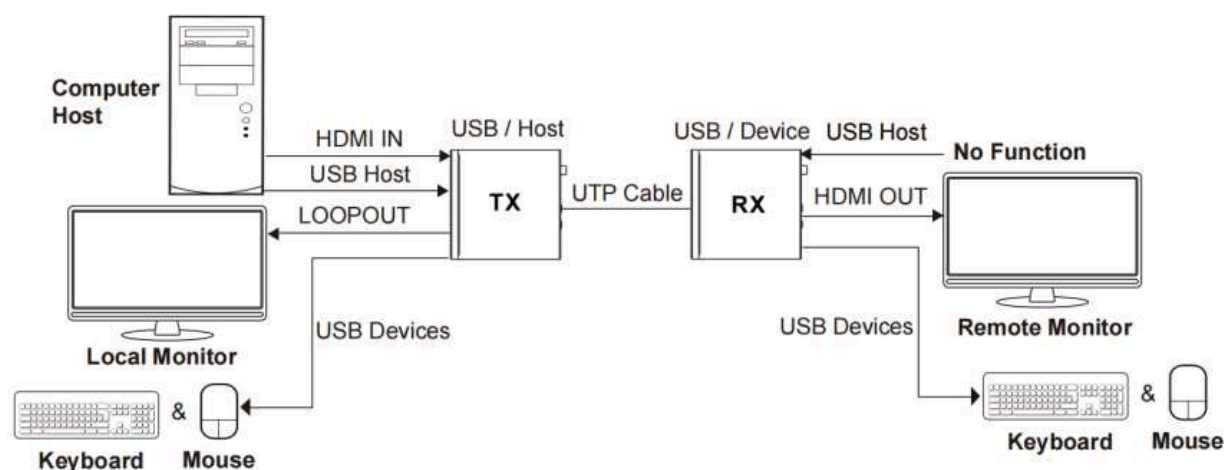 Computer
Host
HDMI IN
USB Host
LOOPOUT
USB / Host
TX
UTP Cable
USB / Device
RX
USB Host
No Function
HDMI OUT
USB Devices
Local Monitor
USB Devices
Remote Monitor
&
Keyboard
Mouse
&
Keyboard
Mouse